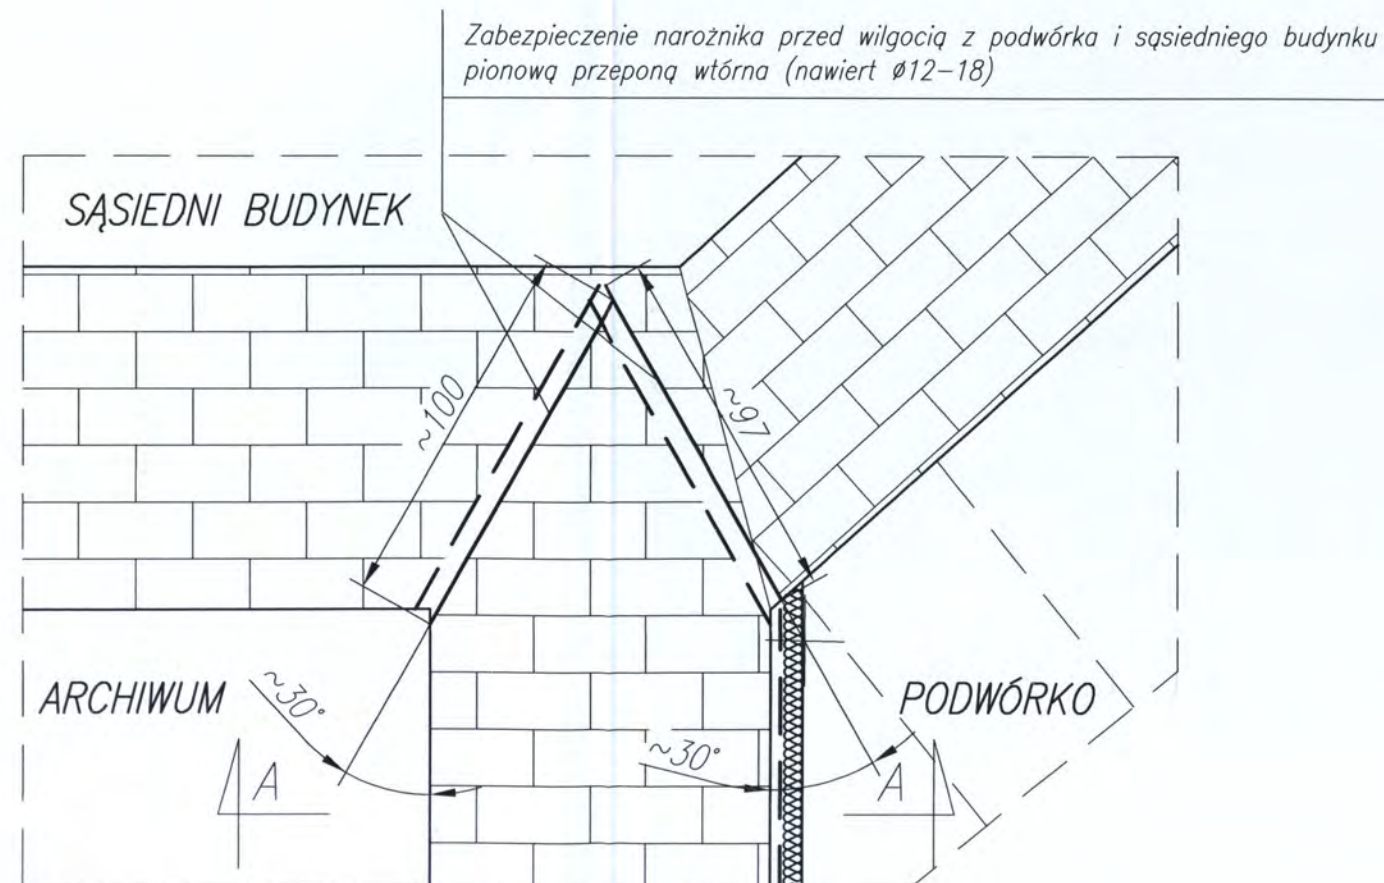 Zabezpieczenie narożnika przed wilgocią z podwórka i sąsiedniego budynku
pionową przeponą wtórna (nawiert ø12-18)
SĄSIEDNI BUDYNEK
~100
~97
ARCHIWUM
~30°
PODWÓRKO
~30°
A
A